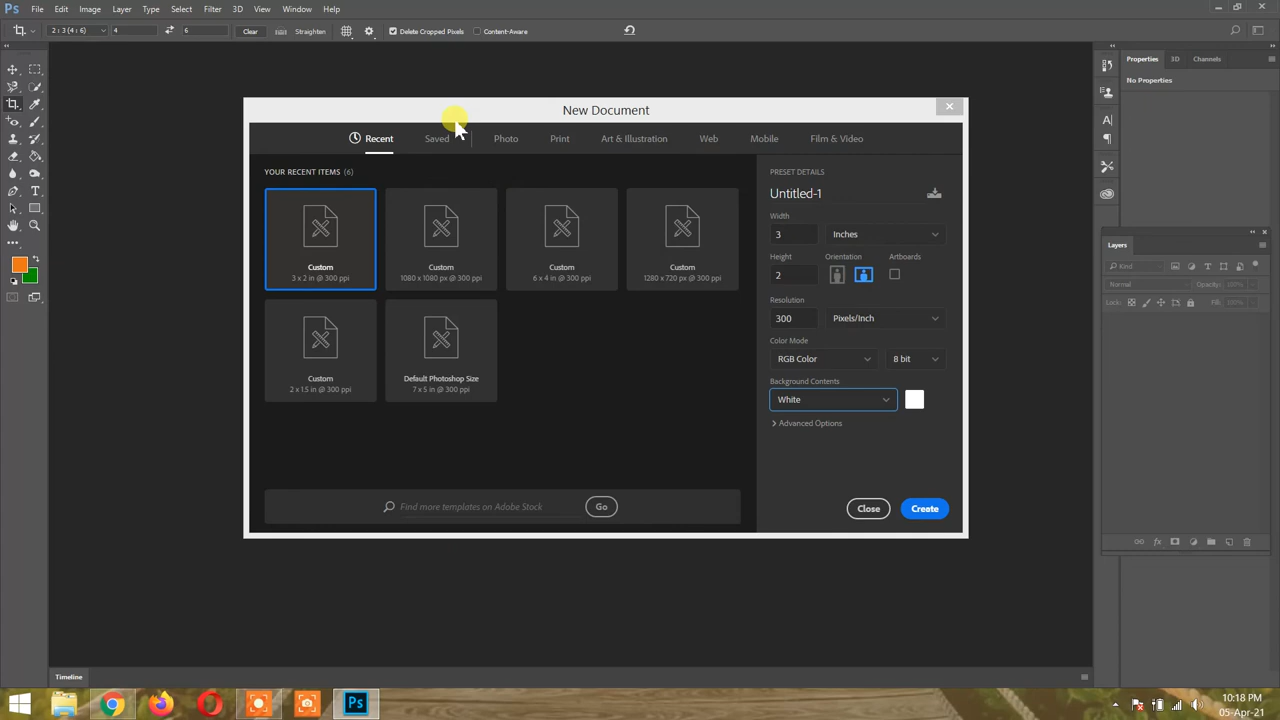 Ps File Edit Image Layer Type Select Filter 3D View Window Help
2 : 3 (4 : 6) 4 6 Clear Straighten Delete Cropped Pixels Content-Aware
Properties 3D Channels
No Properties
New Document
Recent Saved Photo Print Art & Illustration Web Mobile Film & Video
YOUR RECENT ITEMS (6)
Custom
3 x 2 in @ 300 ppi
Custom
1080 x 1080 px @ 300 ppi
Custom
6 x 4 in @ 300 ppi
Custom
1280 x 720 px @ 300 ppi
Custom
2 x 1.5 in @ 300 ppi
Default Photoshop Size
7 x 5 in @ 300 ppi
Find more templates on Adobe Stock Go
PRESET DETAILS
Untitled-1
Width
3 Inches
Height Orientation Artboards
2
Resolution
300 Pixels/Inch
Color Mode
RGB Color 8 bit
Background Contents
White
Advanced Options
Close Create
Layers
Kind
Normal Opacity:
Lock: Fill:
Timeline
Ps
10:18 PM
05-Apr-21